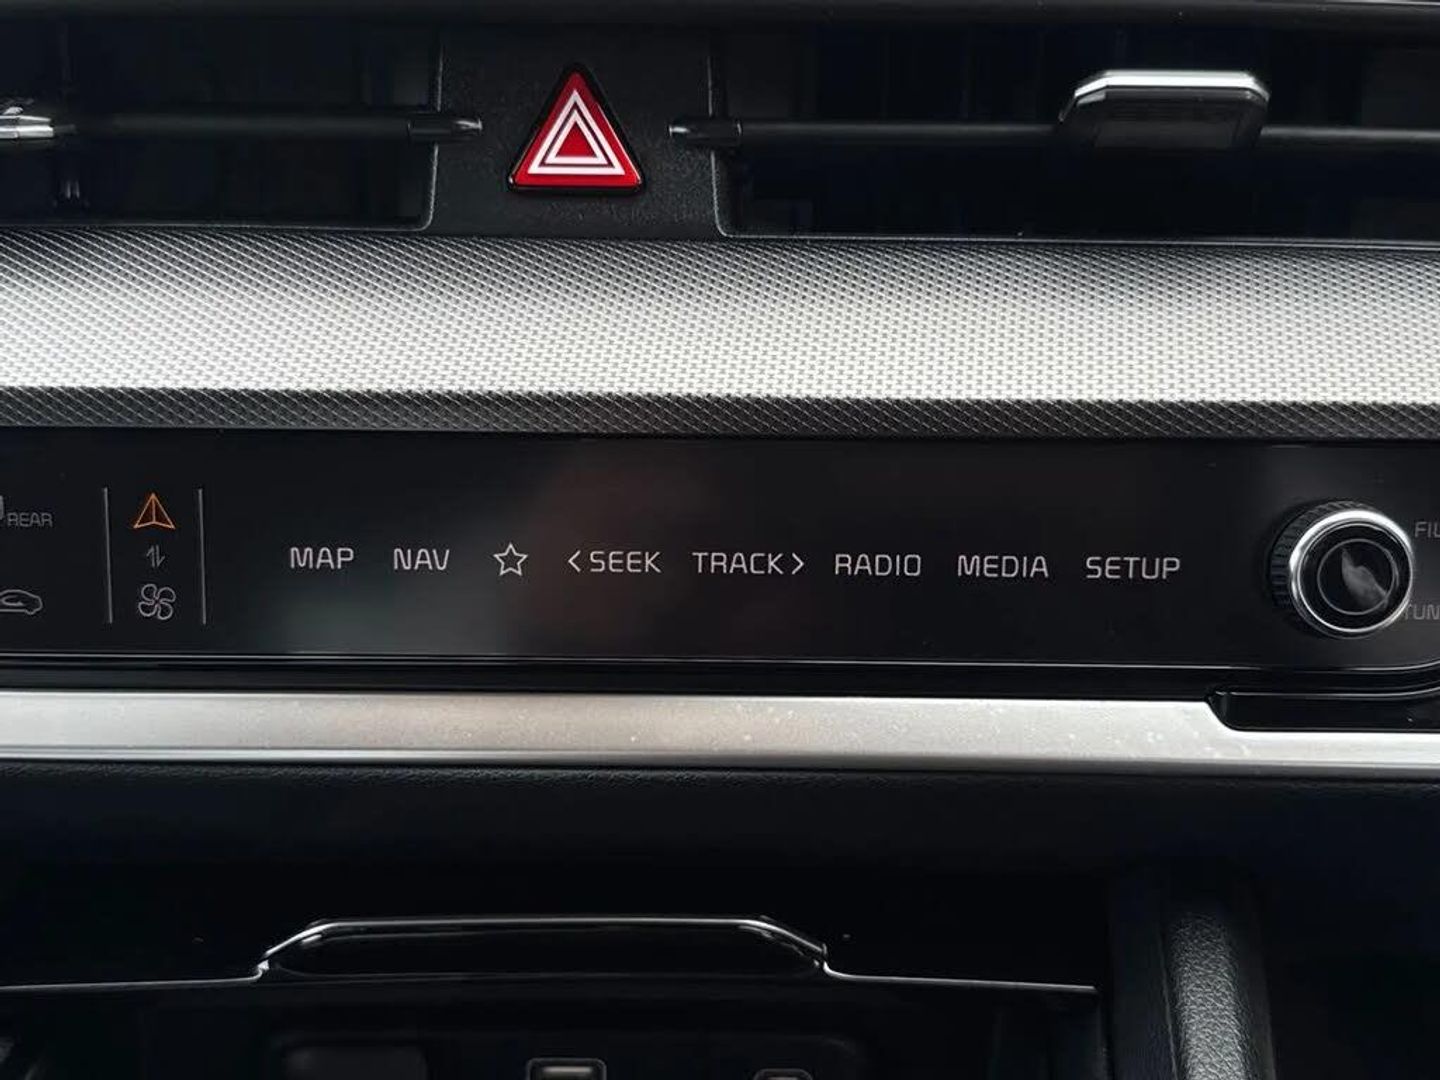 REAR
MAP NAV <SEEK TRACK> RADIO MEDIA SETUP